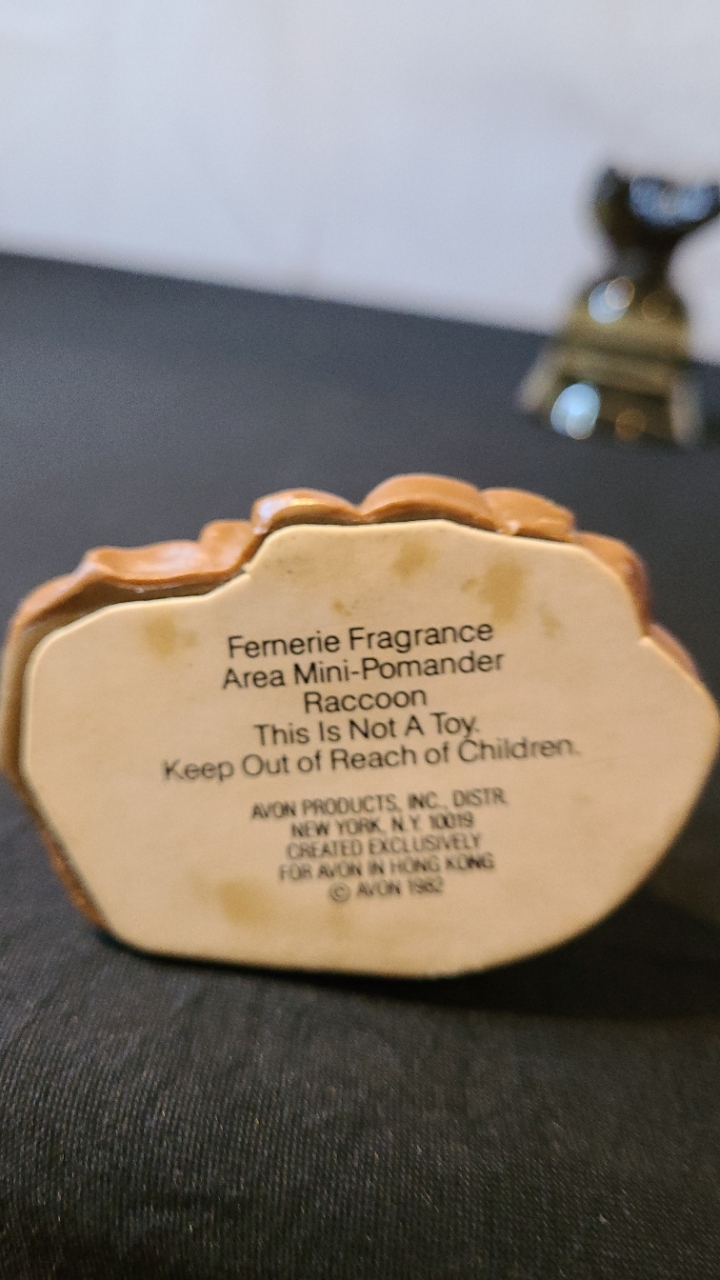 Fernerie Fragrance
Area Mini-Pomander
Raccoon
This Is Not A Toy.
Keep Out of Reach of Children.
AVON PRODUCTS, INC., DISTR.
NEW YORK, N.Y. 10019
CREATED EXCLUSIVELY
FOR AVON IN HONG KONG
© AVON 1982